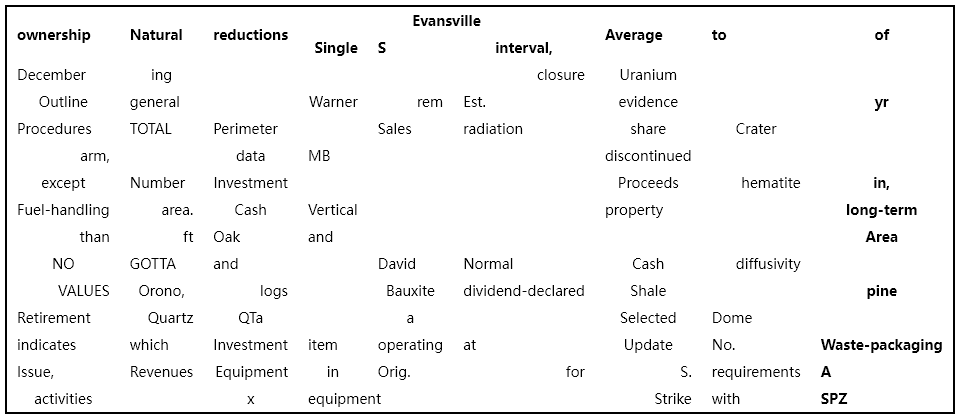 Evansville
ownership Natural reductions Average to of
Single S interval,
December ing closure Uranium
Outline general Warner rem Est. evidence yr
Procedures TOTAL Perimeter Sales radiation share Crater
arm, data MB discontinued
except Number Investment Proceeds hematite in,
Fuel-handling area. Cash Vertical property long-term
than ft Oak and Area
NO GOTTA and David Normal Cash diffusivity
VALUES Orono, logs Bauxite dividend-declared Shale pine
Retirement Quartz QTa a Selected Dome
indicates which Investment item operating at Update No. Waste-packaging
Issue, Revenues Equipment in Orig. for S. requirements A
activities x equipment Strike with SPZ